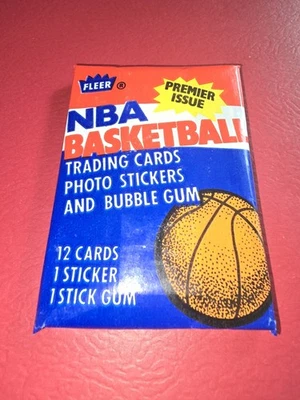 FLEER ®
PREMIER
ISSUE
NBA
BASKETBALL
TRADING CARDS
PHOTO STICKERS
AND BUBBLE GUM
12 CARDS
1 STICKER
1 STICK GUM